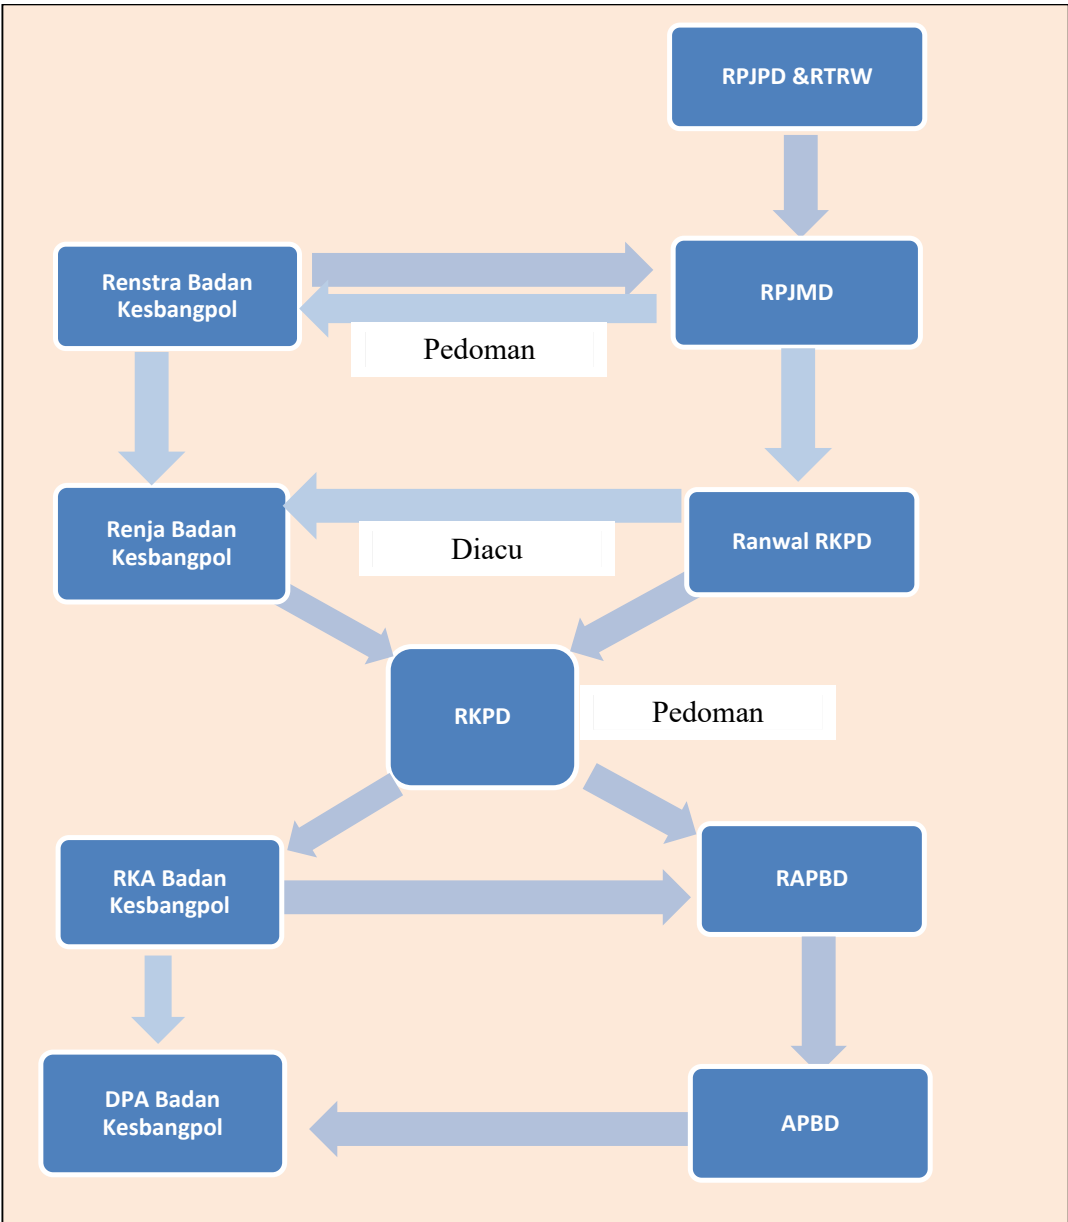 RPJPD &RTRW
Renstra Badan
Kesbangpol
RPJMD
Pedoman
Renja Badan
Kesbangpol
Ranwal RKPD
Diacu
RKPD
Pedoman
RKA Badan
Kesbangpol
RAPBD
DPA Badan
Kesbangpol
APBD